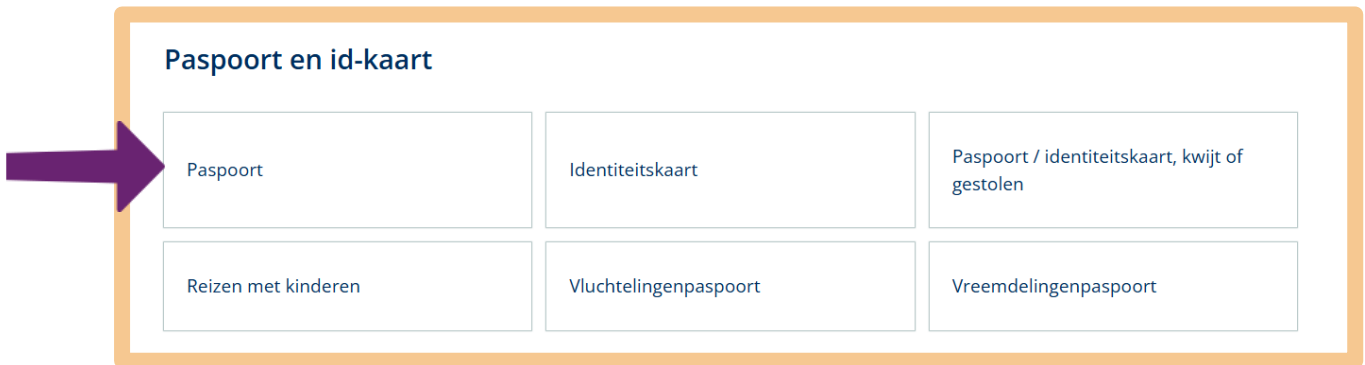 Paspoort en id-kaart
Paspoort
Identiteitskaart
Paspoort / identiteitskaart, kwijt of
gestolen
Reizen met kinderen
Vluchtelingenpaspoort
Vreemdelingenpaspoort